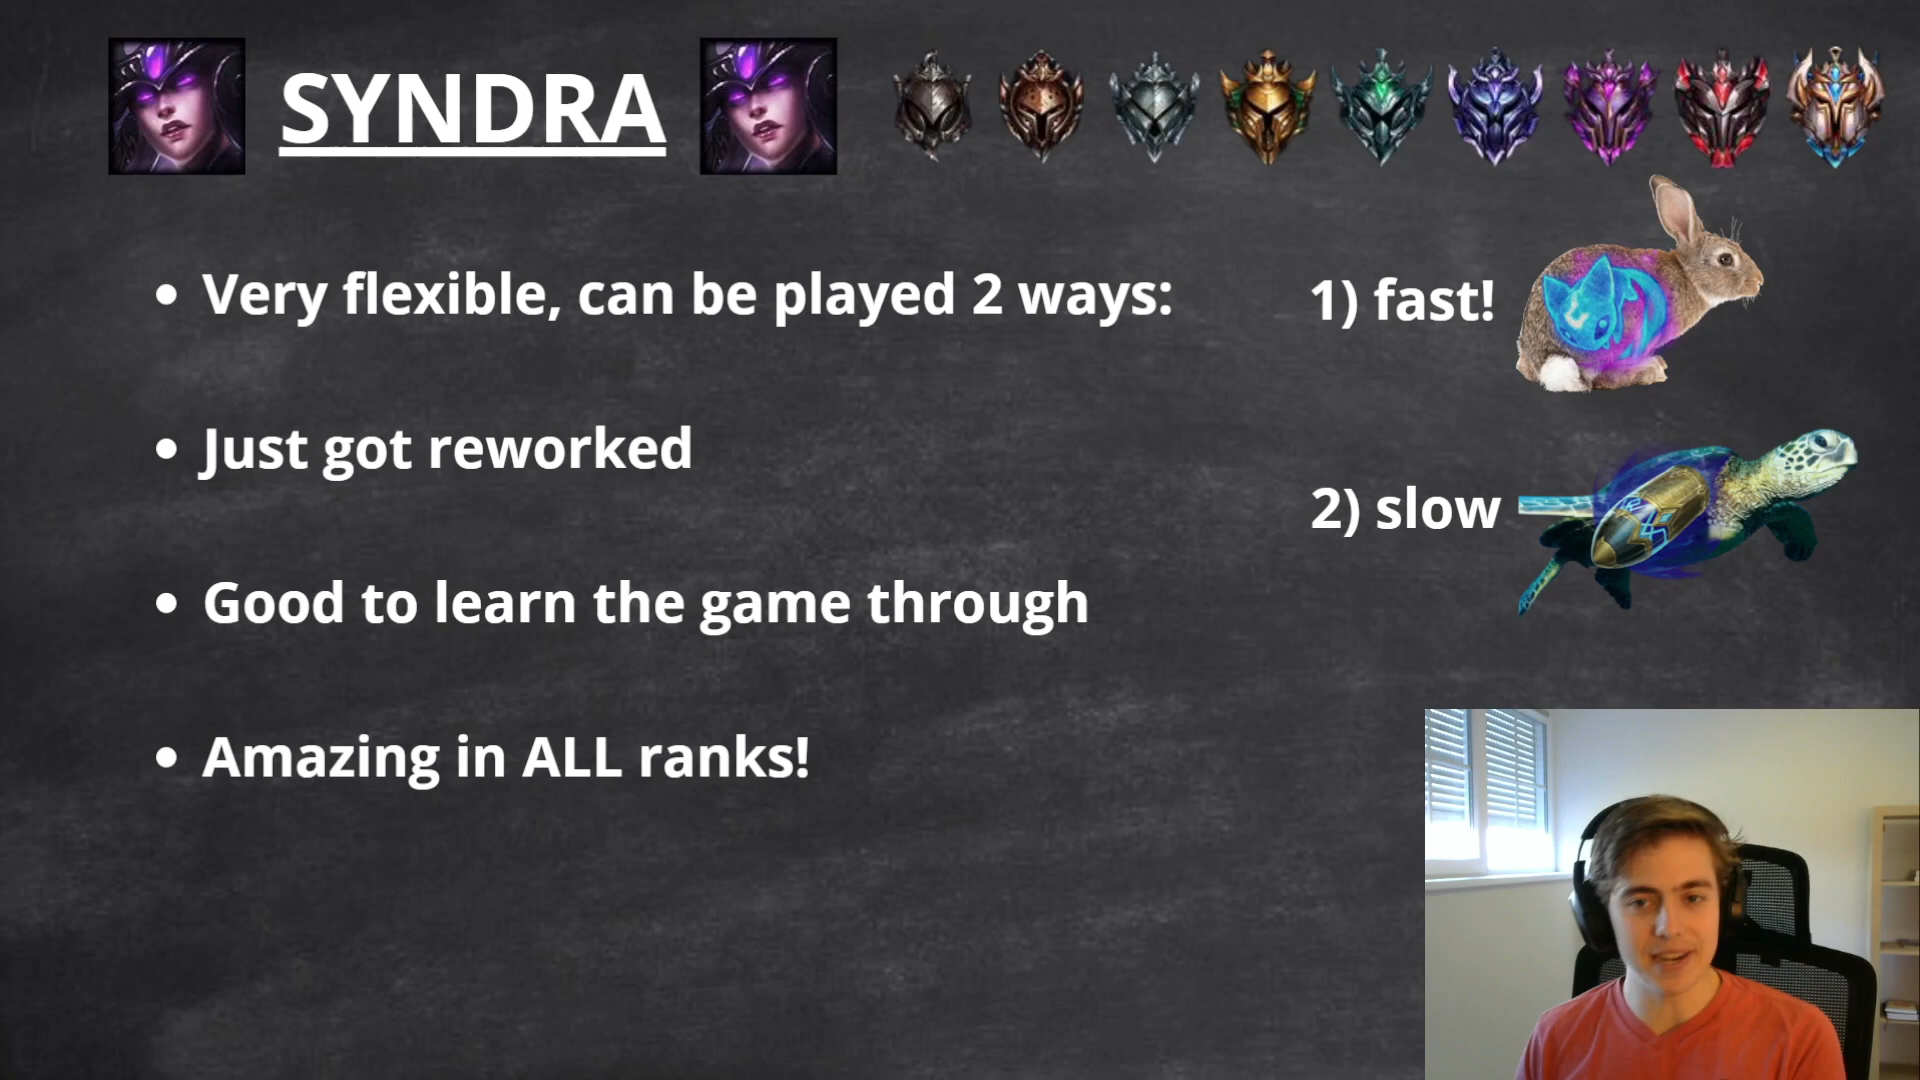 SYNDRA
• Very flexible, can be played 2 ways:
1) fast!
• Just got reworked
2) slow
• Good to learn the game through
• Amazing in ALL ranks!